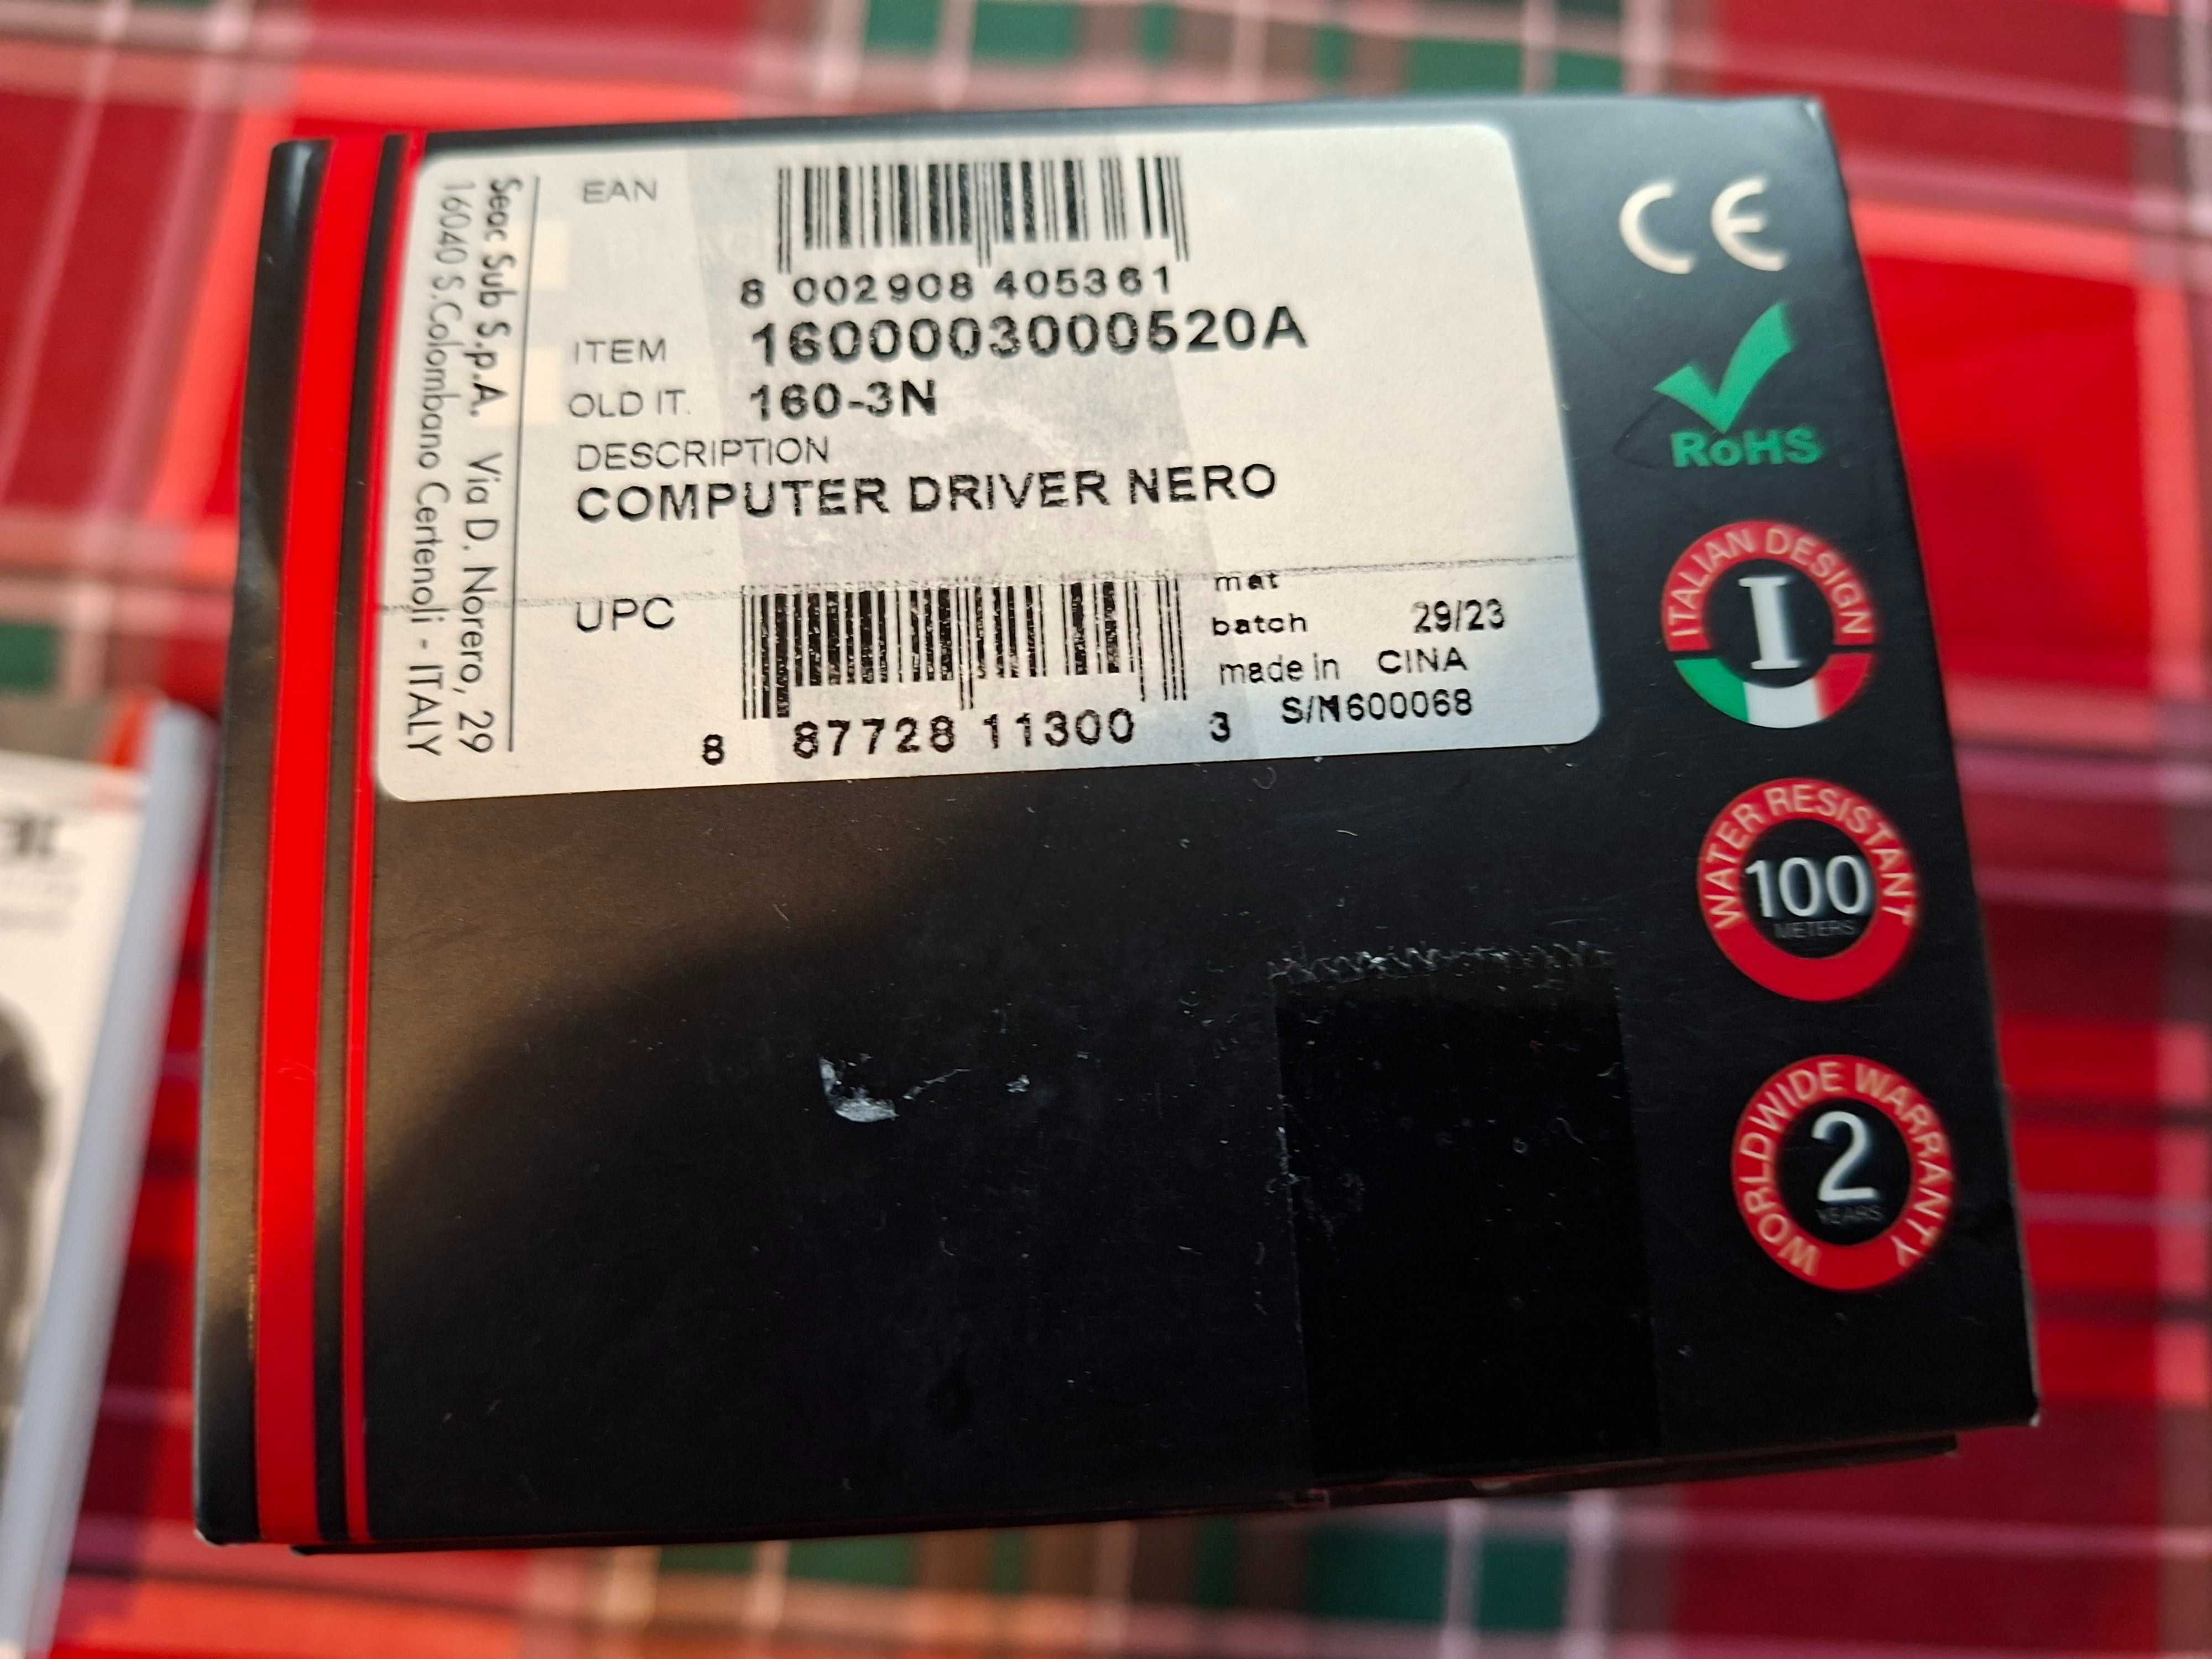 Seac Sub S.p.A. Via D. Norero, 29
16040 S.Colombano Certenoli - ITALY
EAN
8 002908 405361
ITEM 1600003000520A
OLD IT. 160-3N
DESCRIPTION
COMPUTER DRIVER NERO
UPC
8 87728 11300 3
mat
batch 29/23
made in CINA
S/N600068
CE
RoHS
ITALIAN DESIGN
I
WATER RESISTANT
100
METERS
WORLDWIDE WARRANTY
2
YEARS